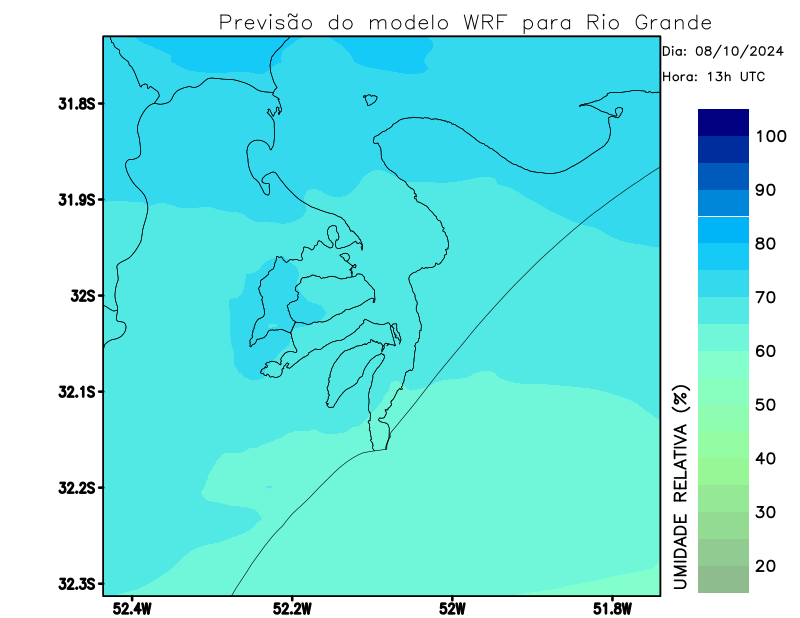 Previsão do modelo WRF para Rio Grande
Dia: 08/10/2024
Hora: 13h UTC
31.8S
31.9S
32S
32.1S
32.2S
32.3S
52.4W
52.2W
52W
51.8W
100
90
80
70
60
50
40
30
20
UMIDADE RELATIVA (%)